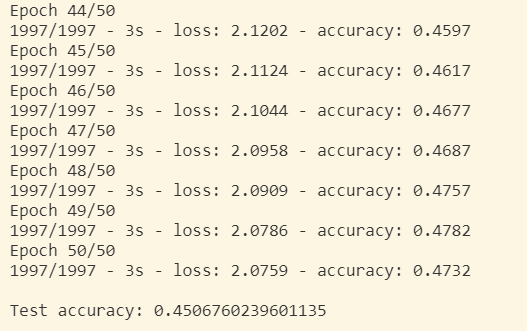 Epoch 44/50
1997/1997 - 3s - loss: 2.1202 - accuracy: 0.4597
Epoch 45/50
1997/1997 - 3s - loss: 2.1124 - accuracy: 0.4617
Epoch 46/50
1997/1997 - 3s - loss: 2.1044 - accuracy: 0.4677
Epoch 47/50
1997/1997 - 3s - loss: 2.0958 - accuracy: 0.4687
Epoch 48/50
1997/1997 - 3s - loss: 2.0909 - accuracy: 0.4757
Epoch 49/50
1997/1997 - 3s - loss: 2.0786 - accuracy: 0.4782
Epoch 50/50
1997/1997 - 3s - loss: 2.0759 - accuracy: 0.4732
Test accuracy: 0.4506760239601135